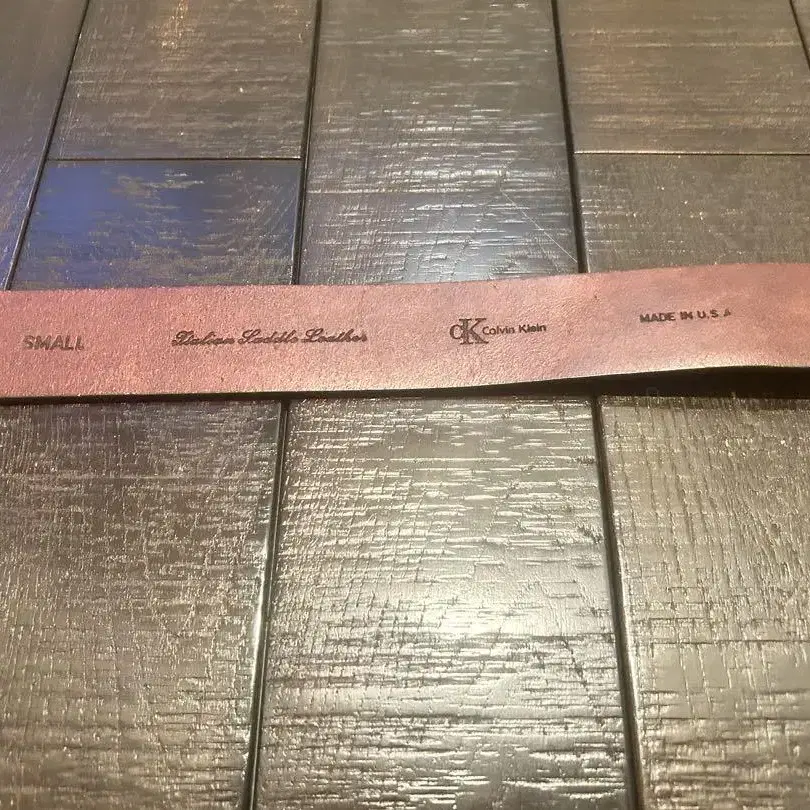 SMALL
Italian Saddle Leather
cK Calvin Klein
MADE IN U.S.A